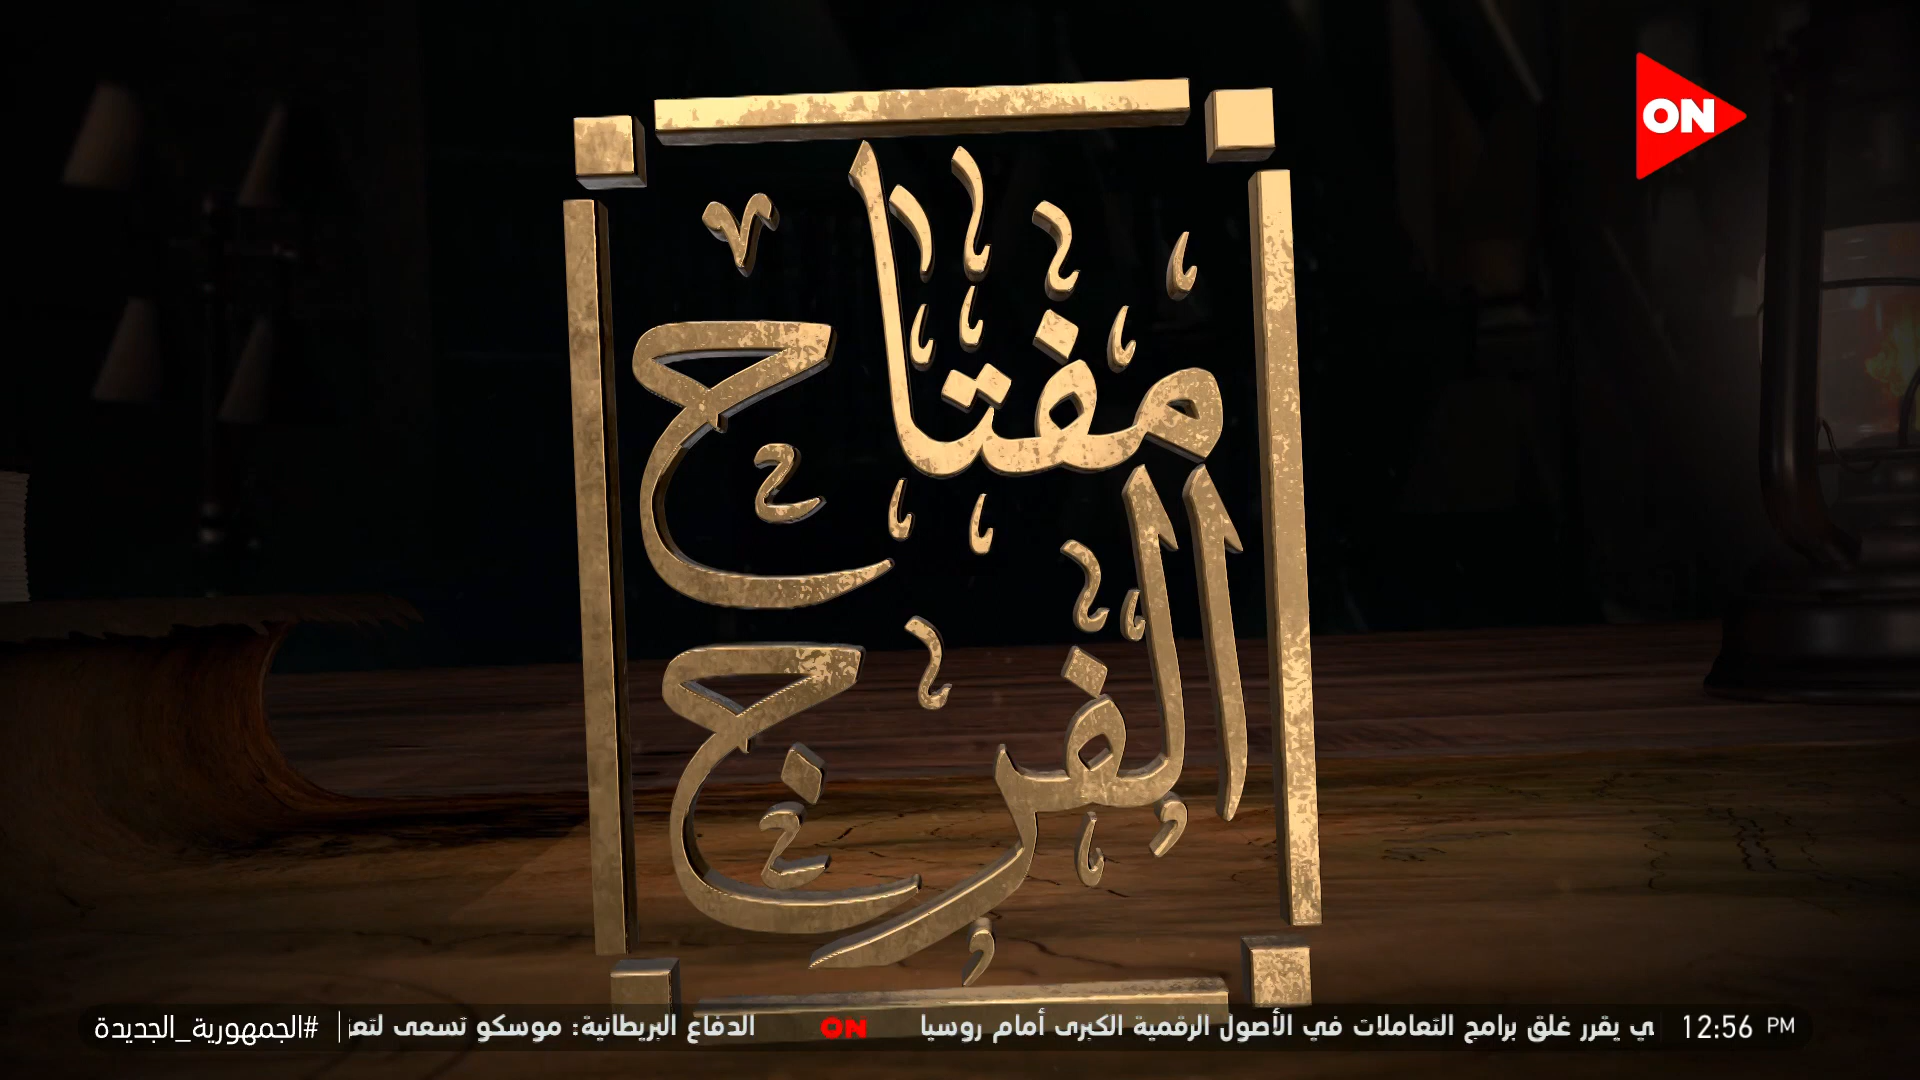 ON
مفتاح
الفرج
12:56 PM
ي يقرر غلق برامج التعاملات في الأصول الرقمية الكبرى أمام روسيا
ON
الدفاع البريطانية: موسكو تسعى
#الجمهورية_الجديدة